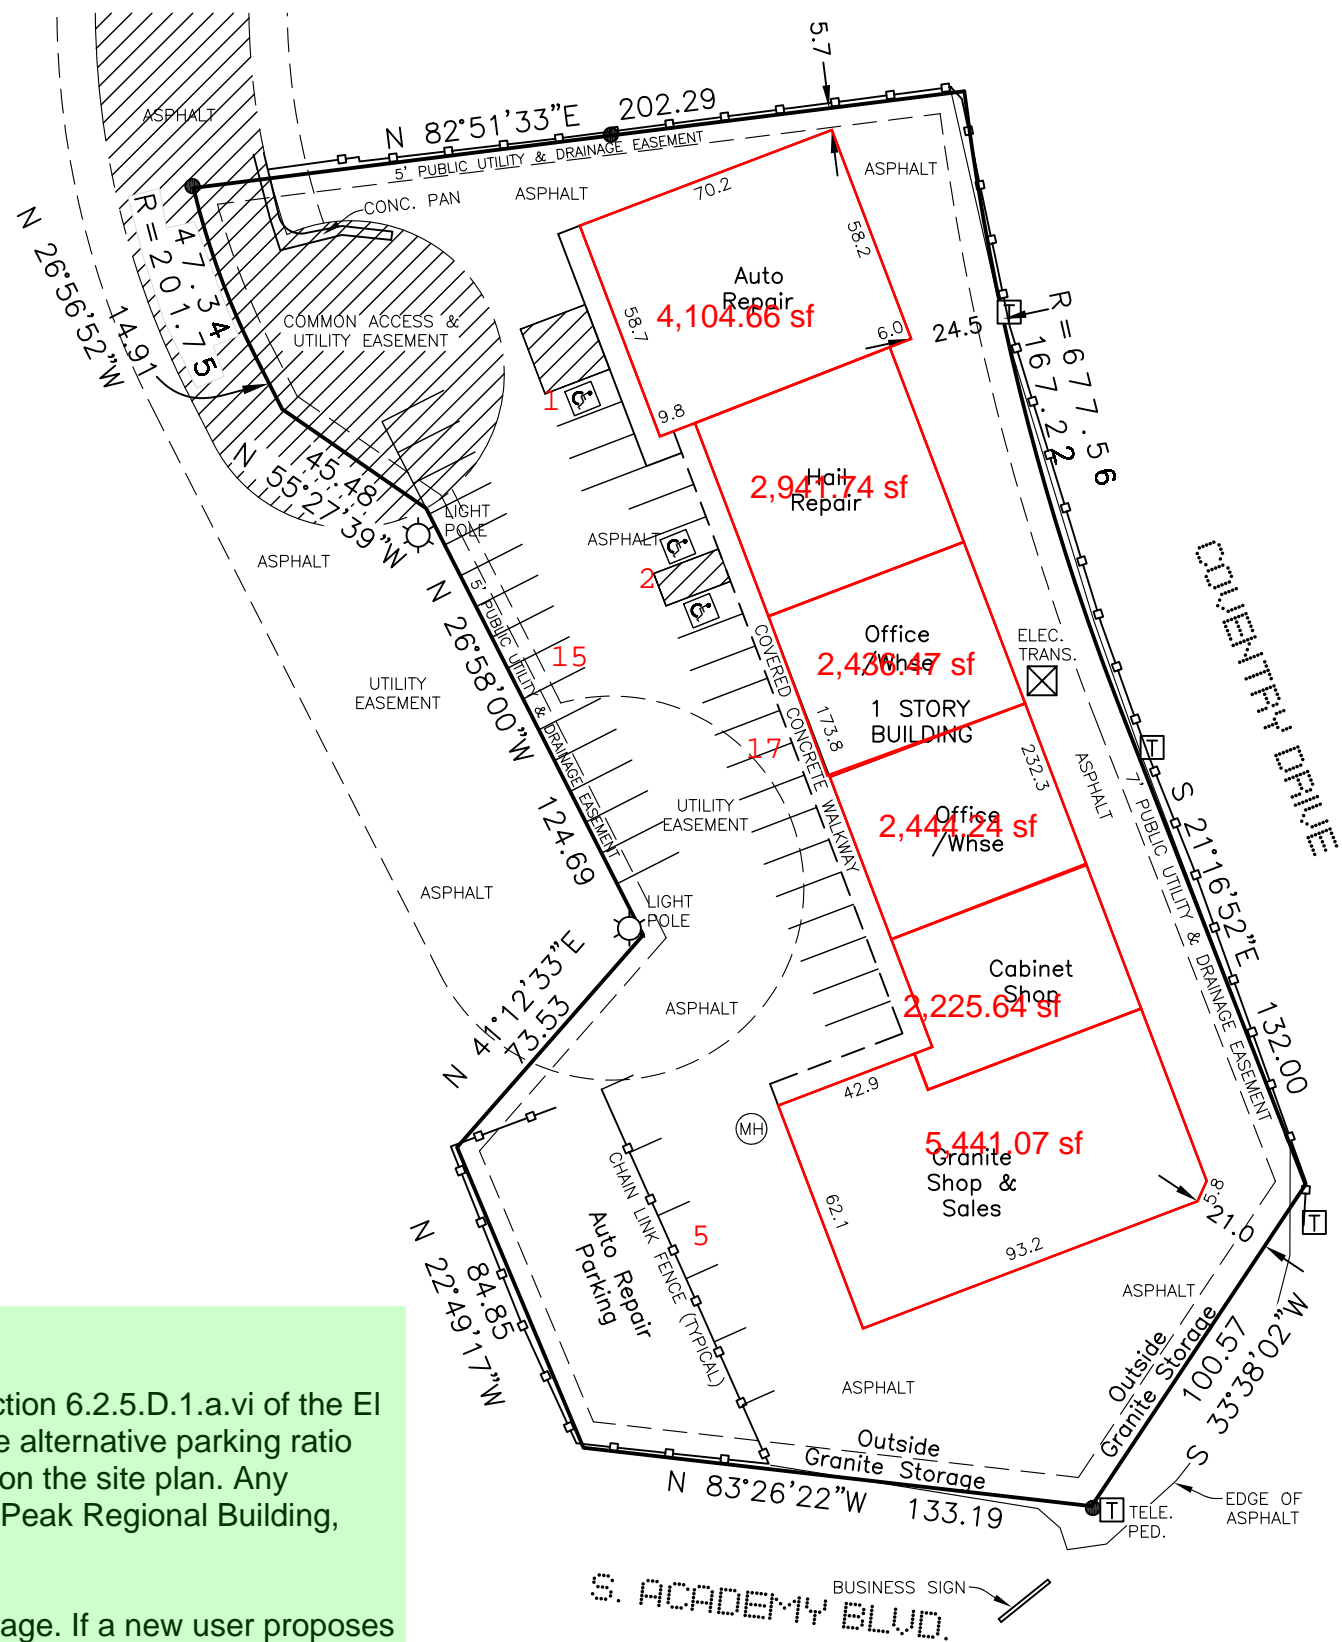 5.7
N 82°51'33"E 202.29
5' PUBLIC UTILITY & DRAINAGE EASEMENT
ASPHALT
CONC. PAN
ASPHALT
ASPHALT
70.2
58.2
Auto
Repair
4,104.66 sf
58.7
6.0
24.5
9.8
47.34
R=201.75
N 26°56'52"W
14.91
COMMON ACCESS &
UTILITY EASEMENT
1
R=677.56
167.22
45.48
N 55°27'39"W
LIGHT
POLE
ASPHALT
ASPHALT
Hail
Repair
2,941.74 sf
2
5' PUBLIC UTILITY & DRAINAGE EASEMENT
N 26°58'00"W
124.69
15
UTILITY
EASEMENT
COVERED CONCRETE WALKWAY
Office
/Whse
2,436.47 sf
1 STORY
BUILDING
173.8
232.3
ELEC.
TRANS.
COVENTRY DRIVE
T
T
17
UTILITY
EASEMENT
Office
/Whse
2,444.24 sf
ASPHALT
7' PUBLIC UTILITY & DRAINAGE EASEMENT
S 21°16'52"E
132.00
ASPHALT
LIGHT
POLE
N 41°12'33"E
73.53
ASPHALT
Cabinet
Shop
2,225.64 sf
42.9
MH
5,441.07 sf
Granite
Shop &
Sales
62.1
93.2
5.8
21.0
T
CHAIN LINK FENCE (TYPICAL)
5
Auto Repair
Parking
84.85
N 22°49'17"W
ASPHALT
ASPHALT
Outside
Granite Storage
100.57
S 33°38'02"W
Outside
Granite Storage
N 83°26'22"W 133.19
T
TELE.
PED.
EDGE OF
ASPHALT
S. ACADEMY BLVD.
BUSINESS SIGN
ction 6.2.5.D.1.a.vi of the El
e alternative parking ratio
on the site plan. Any
Peak Regional Building,
age. If a new user proposes